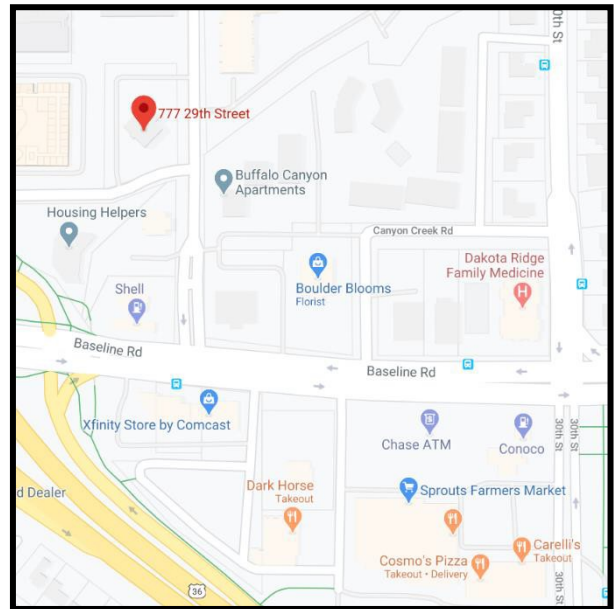 30th St
777 29th Street
Buffalo Canyon
Apartments
Housing Helpers
Canyon Creek Rd
Dakota Ridge
Family Medicine
H
Shell
Boulder Blooms
Florist
Baseline Rd
Baseline Rd
Xfinity Store by Comcast
Chase ATM
Conoco
30th St
30th St
Dark Horse
Takeout
Sprouts Farmers Market
d Dealer
Carelli's
Takeout
Cosmo's Pizza
Takeout • Delivery
36
30th St